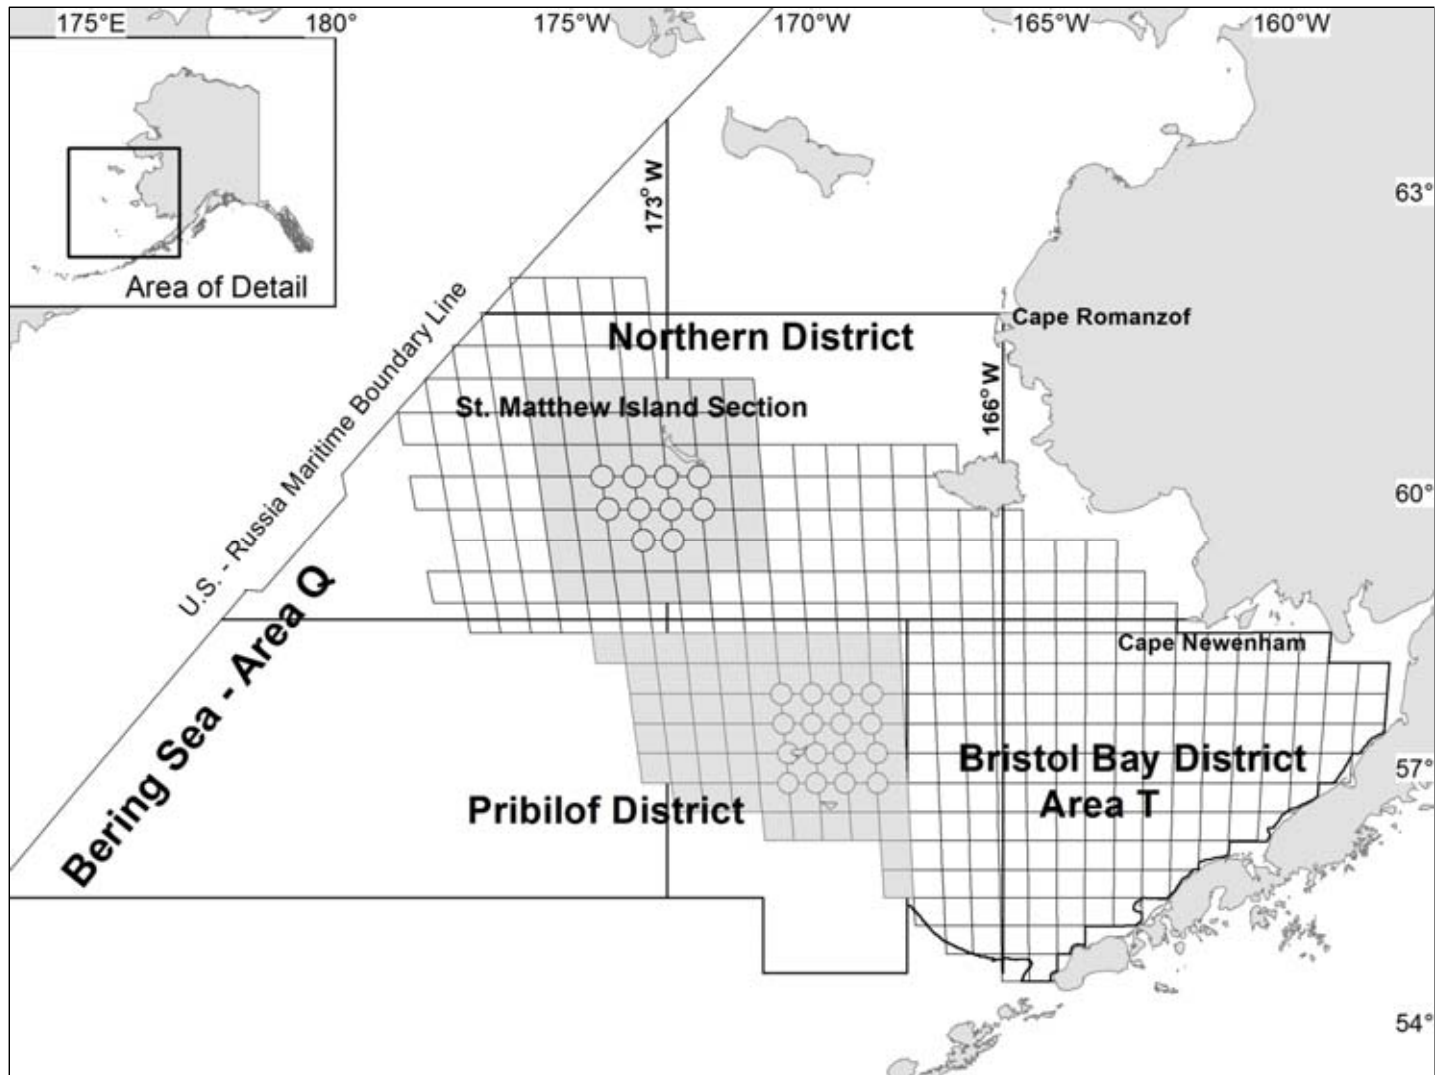 175°E
180°
175°W
170°W
165°W
160°W
63°
173° W
Area of Detail
Cape Romanzof
Northern District
U.S. - Russia Maritime Boundary Line
166° W
St. Matthew Island Section
60°
Bering Sea - Area Q
Cape Newenham
Bristol Bay District
Area T
57°
Pribilof District
54°